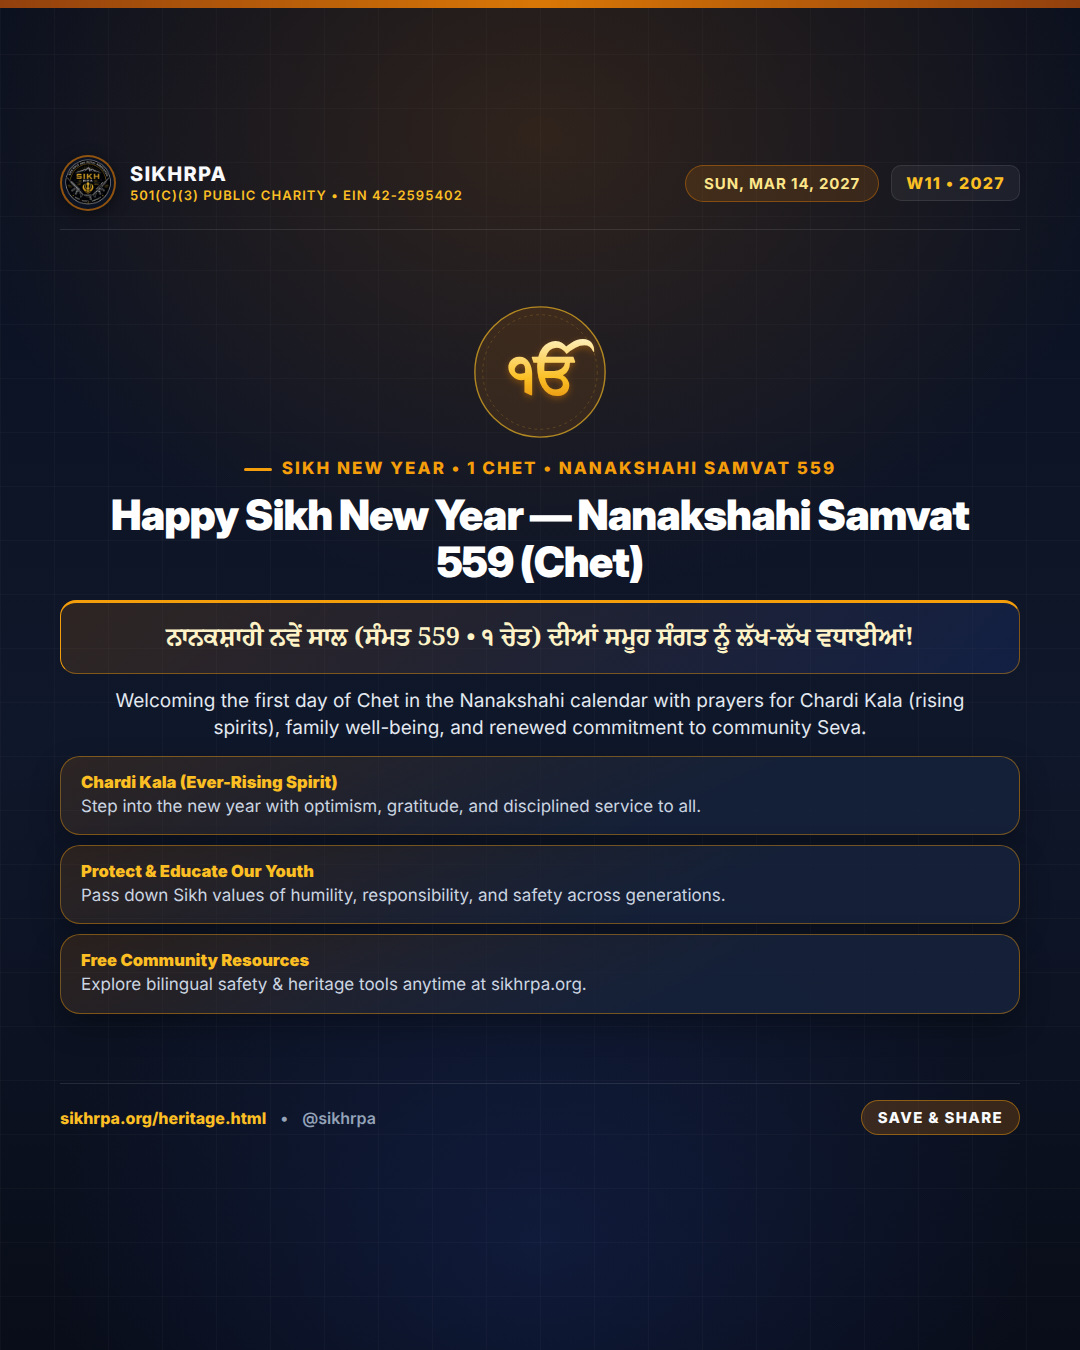 SIKH
SIKHRPA
501(C)(3) PUBLIC CHARITY • EIN 42-2595402
SUN, MAR 14, 2027
W11 • 2027
ੴ
— SIKH NEW YEAR • 1 CHET • NANAKSHAHI SAMVAT 559
Happy Sikh New Year — Nanakshahi Samvat
559 (Chet)
ਨਾਨਕਸ਼ਾਹੀ ਨਵੇਂ ਸਾਲ (ਸੰਮਤ 559 • ੧ ਚੇਤ) ਦੀਆਂ ਸਮੂਹ ਸੰਗਤ ਨੂੰ ਲੱਖ-ਲੱਖ ਵਧਾਈਆਂ!
Welcoming the first day of Chet in the Nanakshahi calendar with prayers for Chardi Kala (rising
spirits), family well-being, and renewed commitment to community Seva.
Chardi Kala (Ever-Rising Spirit)
Step into the new year with optimism, gratitude, and disciplined service to all.
Protect & Educate Our Youth
Pass down Sikh values of humility, responsibility, and safety across generations.
Free Community Resources
Explore bilingual safety & heritage tools anytime at sikhrpa.org.
sikhrpa.org/heritage.html • @sikhrpa
SAVE & SHARE